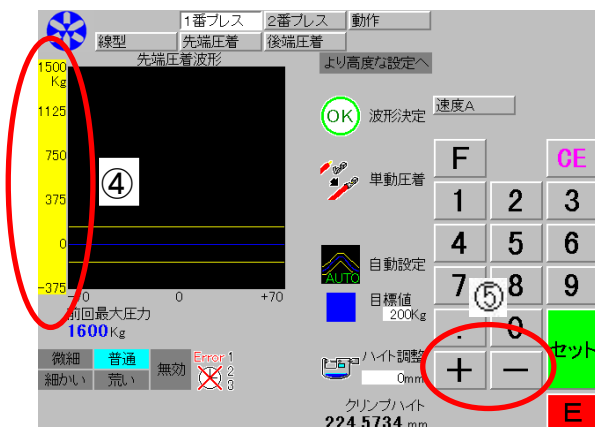 1番プレス 2番プレス 動作
線型 先端圧着 後端圧着
先端圧着波形 より高度な設定へ
1500
Kg
1125
750
375
0
-375
0
+70
④
前回最大圧力
1600 Kg
微細 普通 無効 Error 1
2
細かい 荒い 3
OK 波形決定 速度A
単動圧着
AUTO 自動設定
目標値
200Kg
ハイト調整
0mm
クリンプハイト
224.5734 mm
F CE
1 2 3
4 5 6
7 ⑤ 8 9
0
+ - セット
E